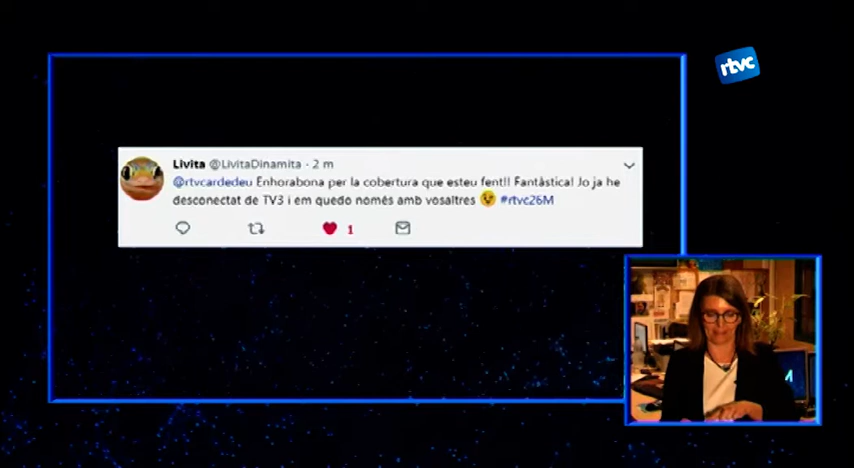 rtvc
Livita @LivitaDinamita · 2 m
@rtvcardedeu Enhorabona per la cobertura que esteu fent!! Fantàstica! Jo ja he
desconectat de TV3 i em quedo només amb vosaltres 😉 #rtvc26M
1